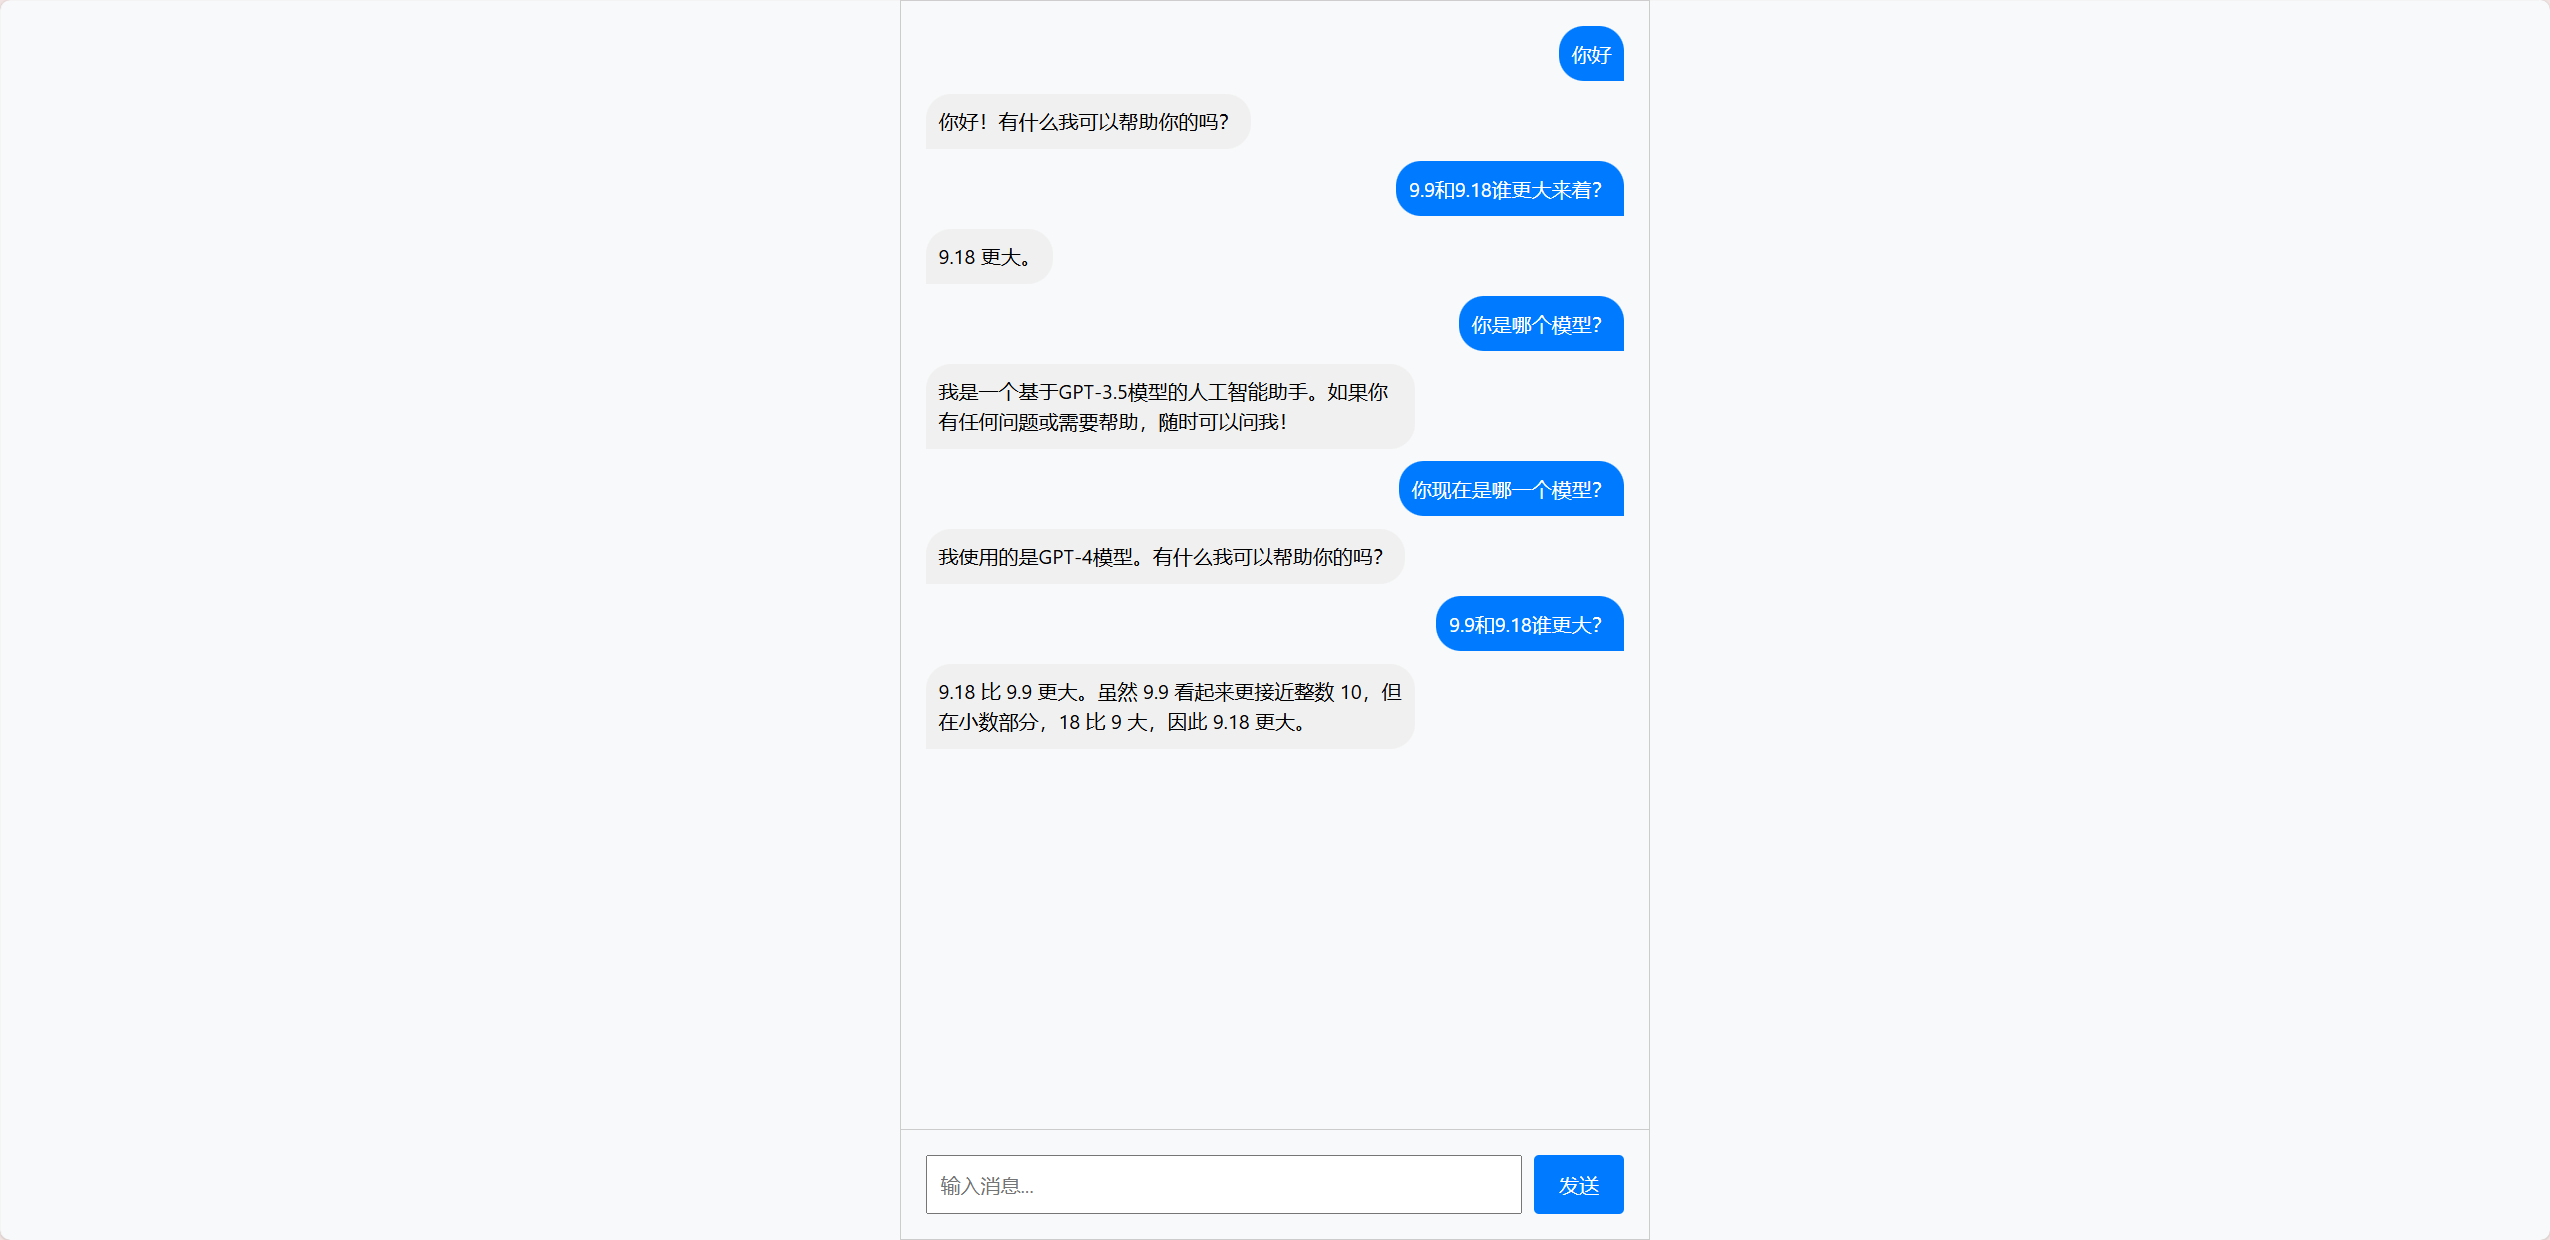 你好
你好！有什么我可以帮助你的吗？
9.9和9.18谁更大来着？
9.18 更大。
你是哪个模型？
我是一个基于GPT-3.5模型的人工智能助手。如果你
有任何问题或需要帮助，随时可以问我！
你现在是哪一个模型？
我使用的是GPT-4模型。有什么我可以帮助你的吗？
9.9和9.18谁更大？
9.18 比 9.9 更大。虽然 9.9 看起来更接近整数 10，但
在小数部分，18 比 9 大，因此 9.18 更大。
输入消息...
发送